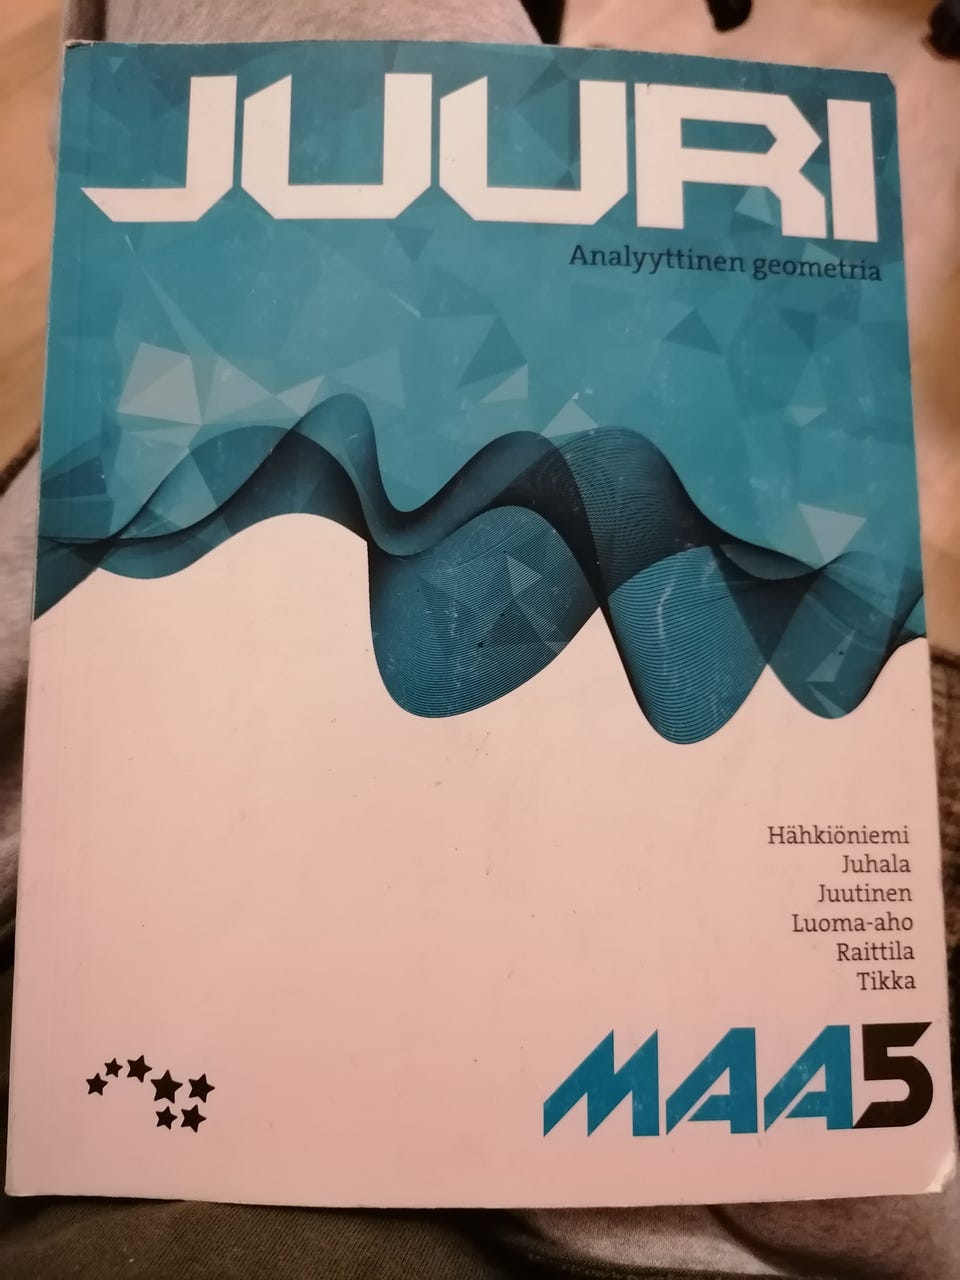 JUURI
Analyyttinen geometria
Hähkiöniemi
Juhala
Juutinen
Luoma-aho
Raittila
Tikka
MAA5